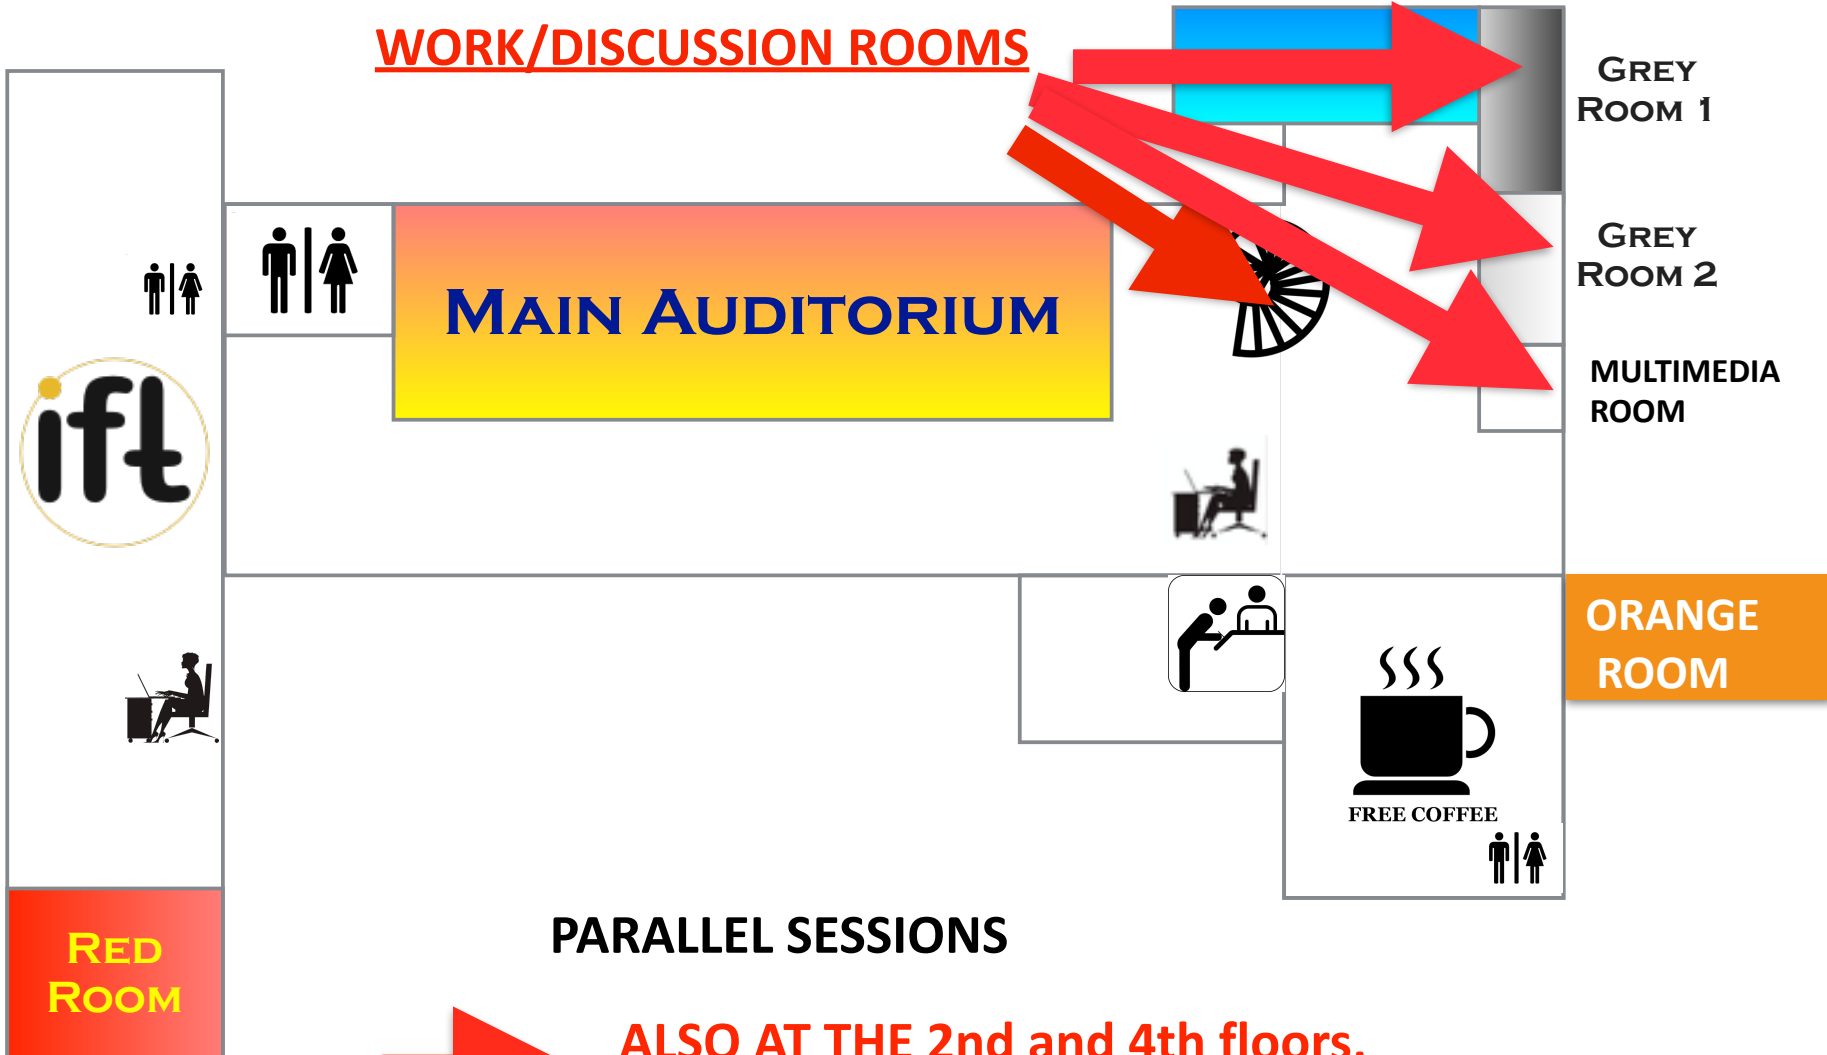 WORK/DISCUSSION ROOMS
GREY
ROOM 1
GREY
ROOM 2
MAIN AUDITORIUM
MULTIMEDIA
ROOM
ift
ORANGE
ROOM
FREE COFFEE
PARALLEL SESSIONS
RED
ROOM
ALSO AT THE 2nd and 4th floors.